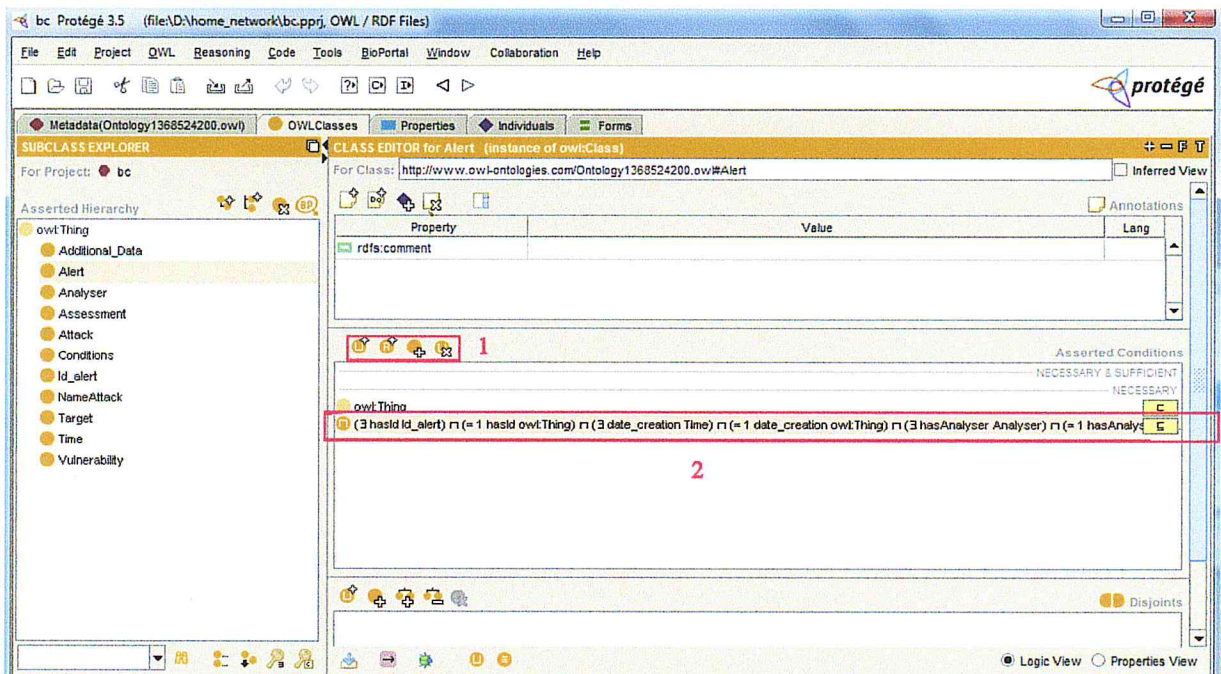 bc Protégé 3.5 (file:\D:\home_network\bc.pprj, OWL / RDF Files)
File Edit Project OWL Reasoning Code Tools BioPortal Window Collaboration Help
protégé
Metadata(Ontology1368524200.owl) OWLClasses Properties Individuals Forms
SUBCLASS EXPLORER
CLASS EDITOR for Alert (instance of owl:Class)
For Project: bc
For Class: http://www.owl-ontologies.com/Ontology1368524200.owl#Alert
Inferred View
Asserted Hierarchy
Annotations
Property Value Lang
rdfs:comment
owl:Thing
Additional_Data
Alert
Analyser
Assessment
Attack
Conditions
Id_alert
NameAttack
Target
Time
Vulnerability
1
Asserted Conditions
NECESSARY & SUFFICIENT
NECESSARY
owl:Thing
(∃ hasId Id_alert) ⊓ (= 1 hasId owl:Thing) ⊓ (∃ date_creation Time) ⊓ (= 1 date_creation owl:Thing) ⊓ (∃ hasAnalyser Analyser) ⊓ (= 1 hasAnalys
2
Disjoints
Logic View Properties View